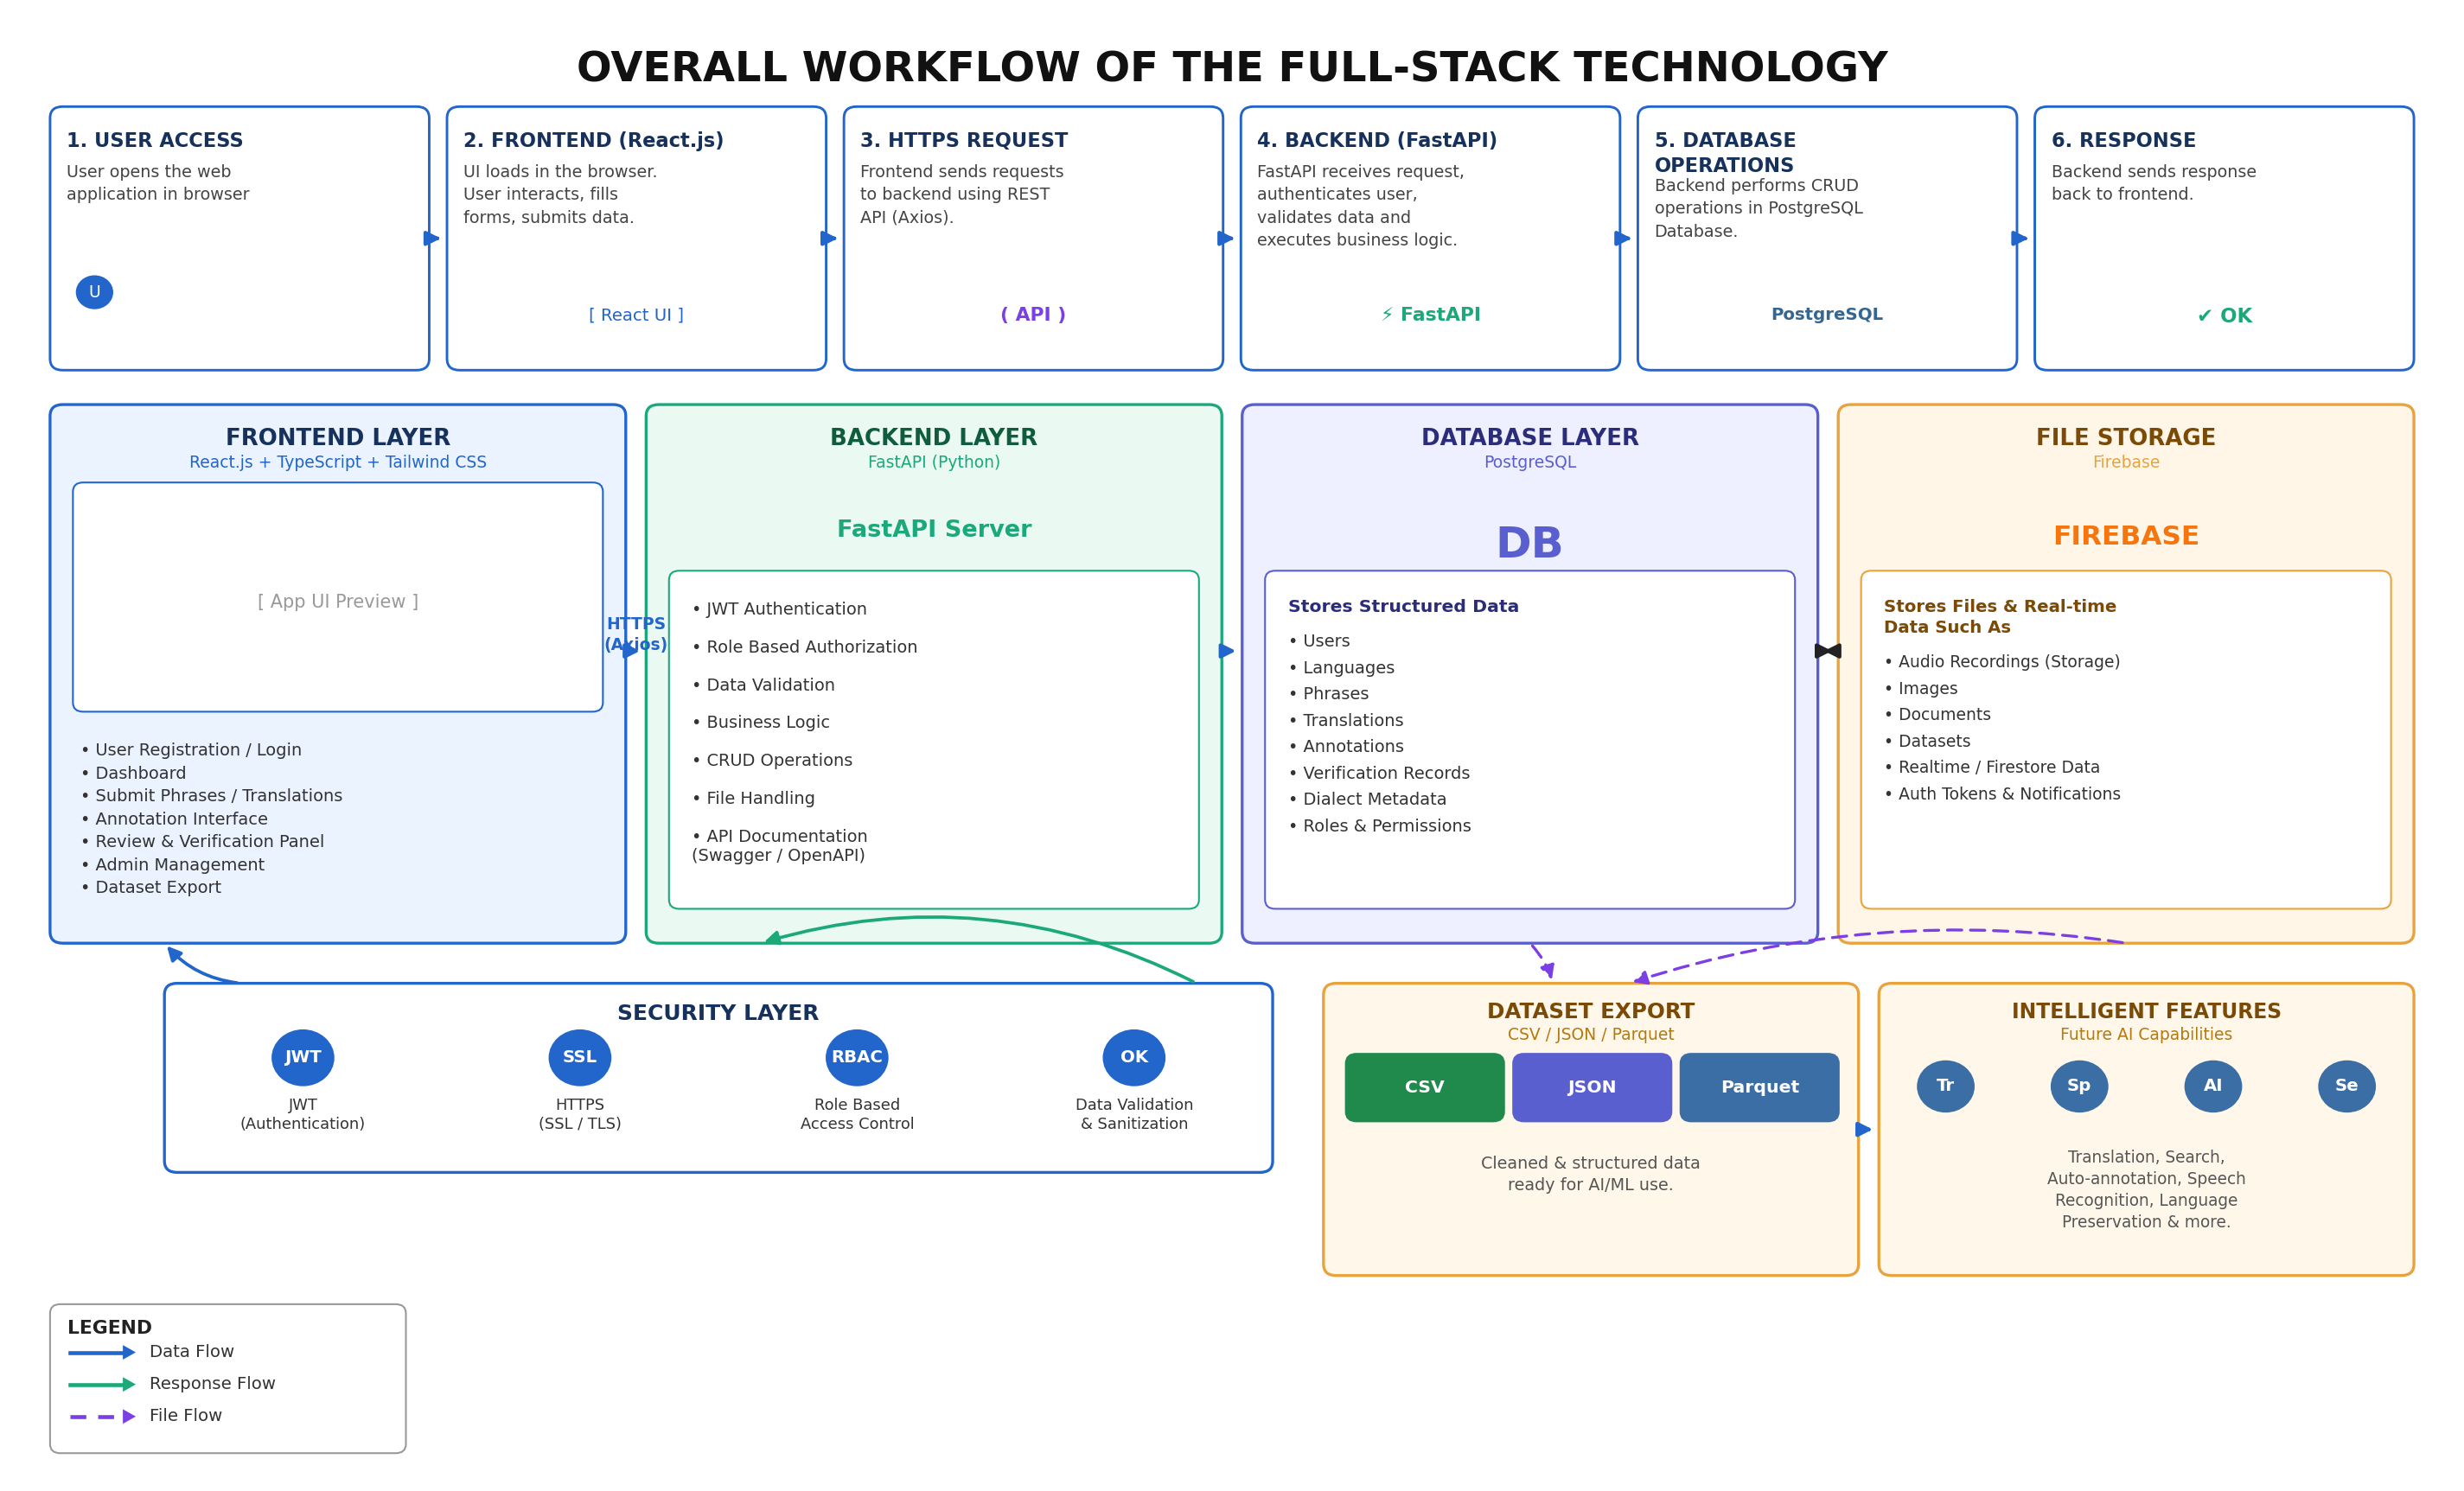 OVERALL WORKFLOW OF THE FULL-STACK TECHNOLOGY
1. USER ACCESS
User opens the web
application in browser
U
2. FRONTEND (React.js)
UI loads in the browser.
User interacts, fills
forms, submits data.
[ React UI ]
3. HTTPS REQUEST
Frontend sends requests
to backend using REST
API (Axios).
( API )
4. BACKEND (FastAPI)
FastAPI receives request,
authenticates user,
validates data and
executes business logic.
⚡ FastAPI
5. DATABASE
OPERATIONS
Backend performs CRUD
operations in PostgreSQL
Database.
PostgreSQL
6. RESPONSE
Backend sends response
back to frontend.
✔ OK
FRONTEND LAYER
React.js + TypeScript + Tailwind CSS
[ App UI Preview ]
• User Registration / Login
• Dashboard
• Submit Phrases / Translations
• Annotation Interface
• Review & Verification Panel
• Admin Management
• Dataset Export
HTTPS
(Axios)
BACKEND LAYER
FastAPI (Python)
FastAPI Server
• JWT Authentication
• Role Based Authorization
• Data Validation
• Business Logic
• CRUD Operations
• File Handling
• API Documentation
(Swagger / OpenAPI)
DATABASE LAYER
PostgreSQL
DB
Stores Structured Data
• Users
• Languages
• Phrases
• Translations
• Annotations
• Verification Records
• Dialect Metadata
• Roles & Permissions
FILE STORAGE
Firebase
FIREBASE
Stores Files & Real-time
Data Such As
• Audio Recordings (Storage)
• Images
• Documents
• Datasets
• Realtime / Firestore Data
• Auth Tokens & Notifications
SECURITY LAYER
JWT
JWT
(Authentication)
SSL
HTTPS
(SSL / TLS)
RBAC
Role Based
Access Control
OK
Data Validation
& Sanitization
DATASET EXPORT
CSV / JSON / Parquet
CSV
JSON
Parquet
Cleaned & structured data
ready for AI/ML use.
INTELLIGENT FEATURES
Future AI Capabilities
Tr
Sp
AI
Se
Translation, Search,
Auto-annotation, Speech
Recognition, Language
Preservation & more.
LEGEND
Data Flow
Response Flow
File Flow